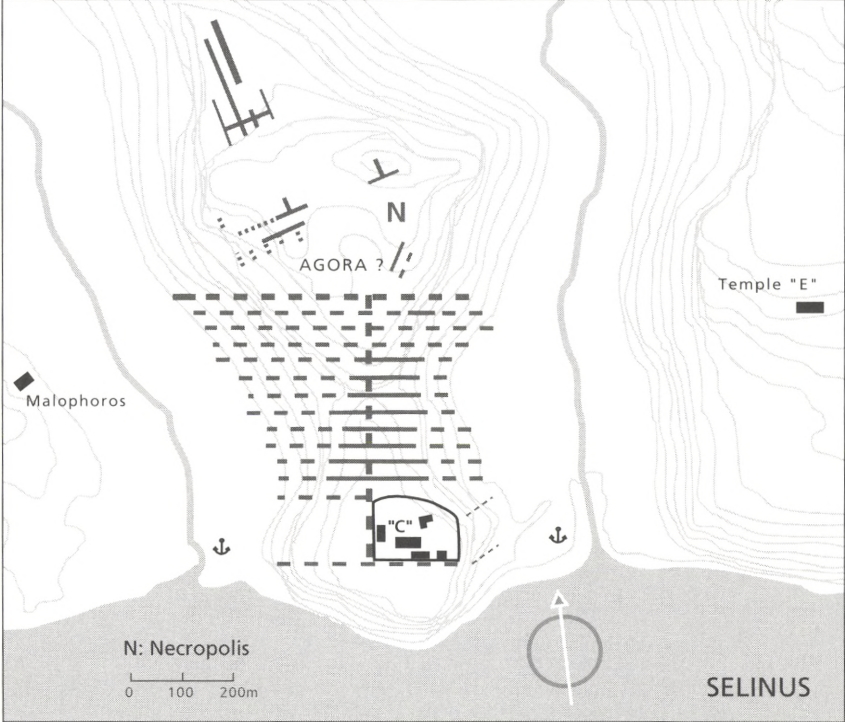 N
AGORA ?
Temple "E"
Malophoros
"C"
N: Necropolis
0 100 200m
SELINUS